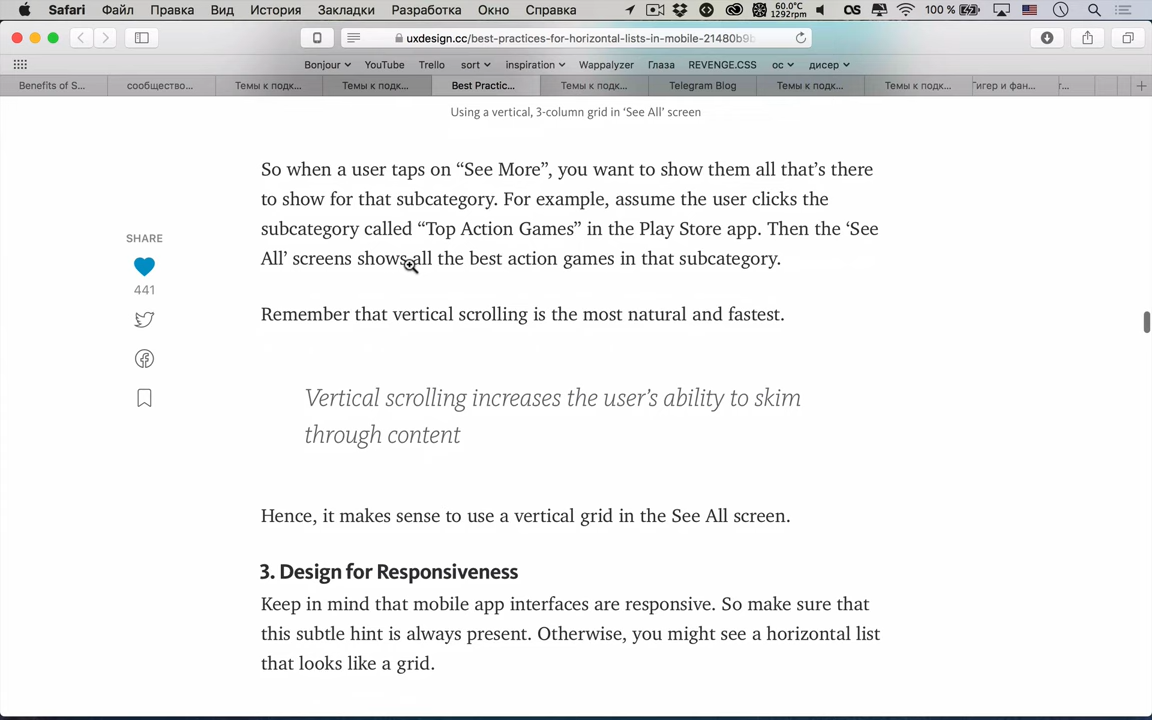 Safari Файл Правка Вид История Закладки Разработка Окно Справка 60.0°C 1292rpm 100 %
uxdesign.cc/best-practices-for-horizontal-lists-in-mobile-21480b9b
Bonjour YouTube Trello sort inspiration Wappalyzer Глаза REVENGE.CSS ос дисер
Benefits of S... сообщество... Темы к подк... Темы к подк... Best Practic... Темы к подк... Telegram Blog Темы к подк... Темы к подк... Гигер и фан...
Using a vertical, 3-column grid in ‘See All’ screen
So when a user taps on “See More”, you want to show them all that’s there
to show for that subcategory. For example, assume the user clicks the
subcategory called “Top Action Games” in the Play Store app. Then the ‘See
All’ screens shows all the best action games in that subcategory.
SHARE
441
Remember that vertical scrolling is the most natural and fastest.
Vertical scrolling increases the user’s ability to skim
through content
Hence, it makes sense to use a vertical grid in the See All screen.
3. Design for Responsiveness
Keep in mind that mobile app interfaces are responsive. So make sure that
this subtle hint is always present. Otherwise, you might see a horizontal list
that looks like a grid.